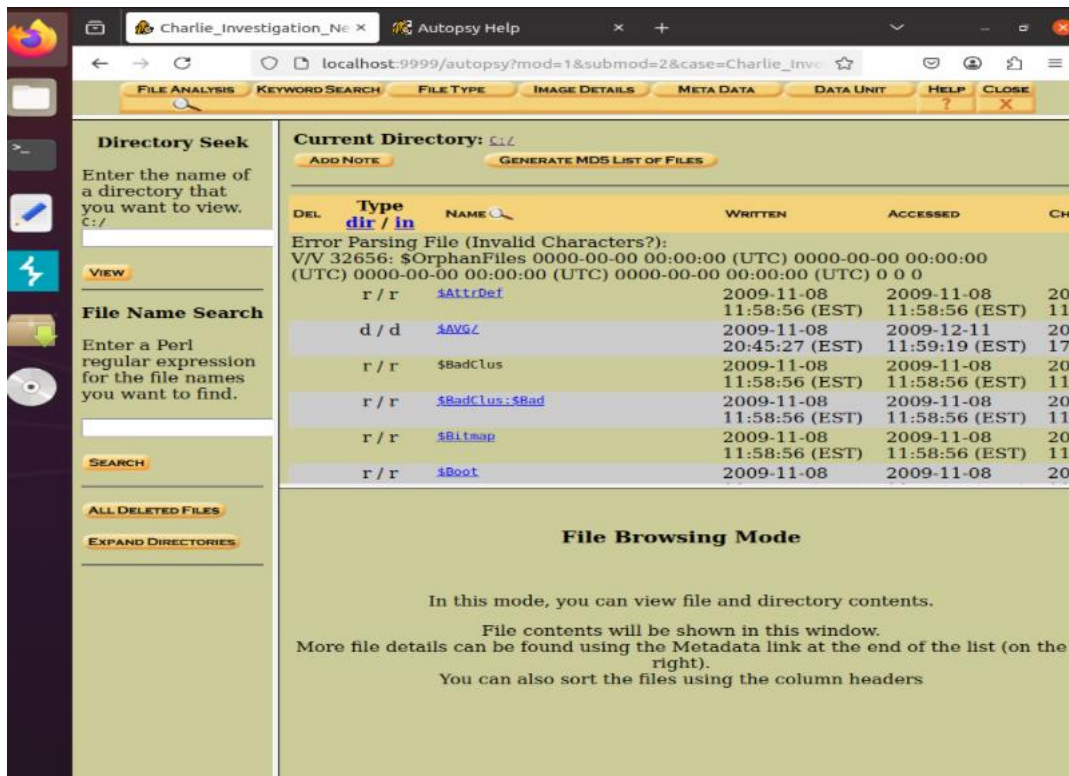 Charlie_Investigation_Ne
Autopsy Help
localhost:9999/autopsy?mod=1&submod=2&case=Charlie_Inve
FILE ANALYSIS
KEYWORD SEARCH
FILE TYPE
IMAGE DETAILS
META DATA
DATA UNIT
HELP
?
CLOSE
X
Directory Seek
Enter the name of
a directory that
you want to view.
C:/
VIEW
File Name Search
Enter a Perl
regular expression
for the file names
you want to find.
SEARCH
ALL DELETED FILES
EXPAND DIRECTORIES
Current Directory: C:/
ADD NOTE
GENERATE MD5 LIST OF FILES
DEL Type NAME WRITTEN ACCESSED CH
dir / in
Error Parsing File (Invalid Characters?):
V/V 32656: $OrphanFiles 0000-00-00 00:00:00 (UTC) 0000-00-00 00:00:00
(UTC) 0000-00-00 00:00:00 (UTC) 0000-00-00 00:00:00 (UTC) 0 0 0
r / r $AttrDef 2009-11-08 2009-11-08 20
11:58:56 (EST) 11:58:56 (EST) 11
d / d $AVG/ 2009-11-08 2009-12-11 20
20:45:27 (EST) 11:59:19 (EST) 17
r / r $BadClus 2009-11-08 2009-11-08 20
11:58:56 (EST) 11:58:56 (EST) 11
r / r $BadClus:$Bad 2009-11-08 2009-11-08 20
11:58:56 (EST) 11:58:56 (EST) 11
r / r $Bitmap 2009-11-08 2009-11-08 20
11:58:56 (EST) 11:58:56 (EST) 11
r / r $Boot 2009-11-08 2009-11-08 20
File Browsing Mode
In this mode, you can view file and directory contents.
File contents will be shown in this window.
More file details can be found using the Metadata link at the end of the list (on the
right).
You can also sort the files using the column headers